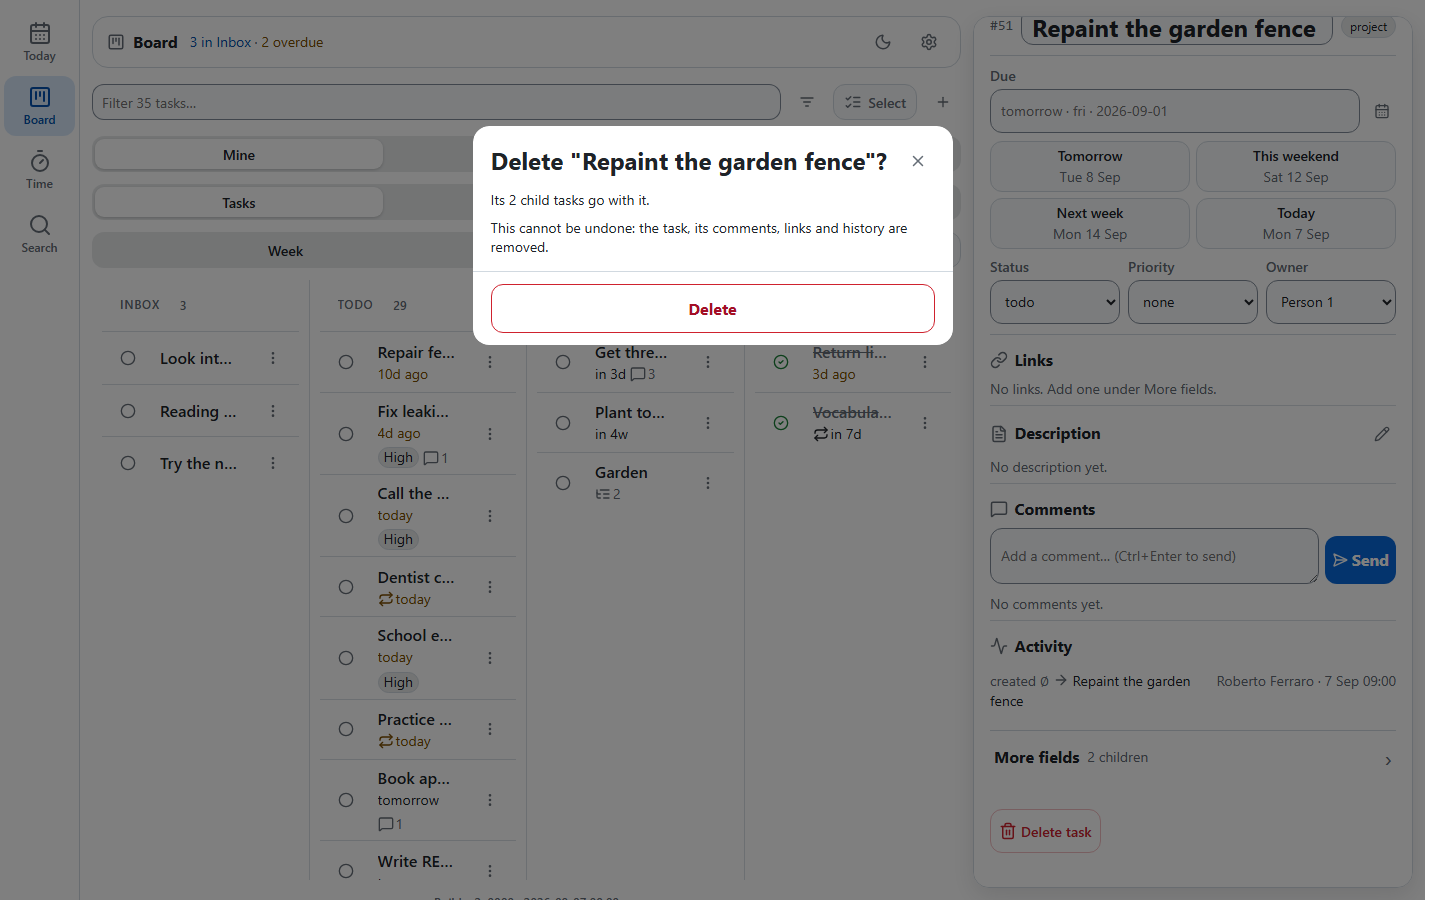 Today
Board
Time
Search
Board 3 in Inbox · 2 overdue
Filter 35 tasks...
Select
Mine
Tasks
Week
Delete "Repaint the garden fence"?
Its 2 child tasks go with it.
This cannot be undone: the task, its comments, links and history are
removed.
Delete
INBOX 3
Look int...
Reading ...
Try the n...
TODO 29
Repair fe...
10d ago
Fix leaki...
4d ago
High 1
Call the ...
today
High
Dentist c...
today
School e...
today
High
Practice ...
today
Book ap...
tomorrow
1
Write RE...
Get thre...
in 3d 3
Plant to...
in 4w
Garden
2
Return li...
3d ago
Vocabula...
in 7d
#51 Repaint the garden fence project
Due
tomorrow · fri · 2026-09-01
Tomorrow
Tue 8 Sep
This weekend
Sat 12 Sep
Next week
Mon 14 Sep
Today
Mon 7 Sep
Status Priority Owner
todo none Person 1
Links
No links. Add one under More fields.
Description
No description yet.
Comments
Add a comment... (Ctrl+Enter to send)
Send
No comments yet.
Activity
created ∅ → Repaint the garden
fence
Roberto Ferraro · 7 Sep 09:00
More fields 2 children
Delete task